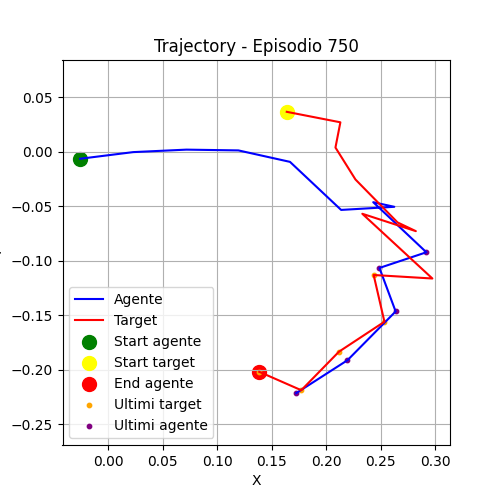 Trajectory - Episodio 750
0.05
0.00
−0.05
−0.10
−0.15
−0.20
−0.25
Agente
Target
Start agente
Start target
End agente
Ultimi target
Ultimi agente
0.00 0.05 0.10 0.15 0.20 0.25 0.30
X